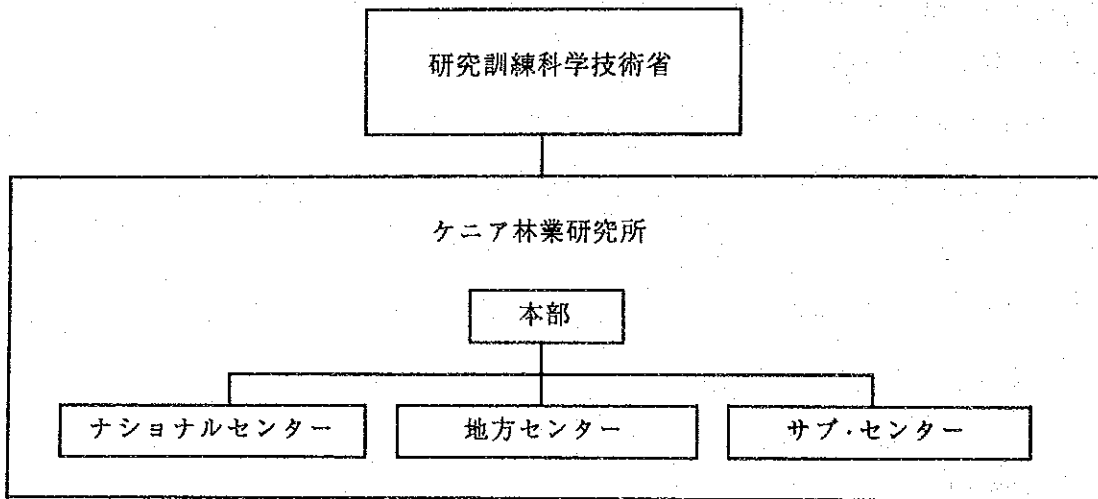 研究訓練科学技術省
ケニア林業研究所
本部
ナショナルセンター
地方センター
サブ・センター